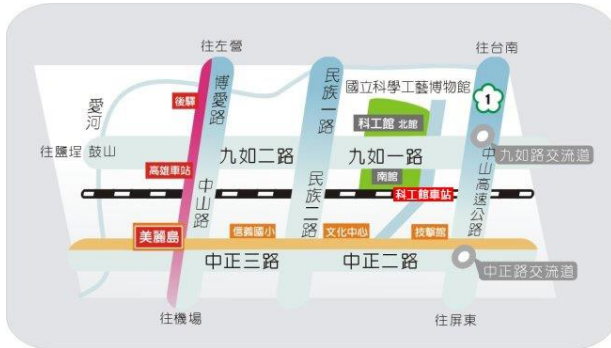 往左營
往台南
博愛路
民族一路
國立科學工藝博物館
1
後驛
愛河
科工館 北館
往鹽埕 鼓山
九如二路
九如一路
九如路交流道
高雄車站
南館
中山路
民族二路
科工館車站
中山高速公路
美麗島
信義國小
文化中心
技擊館
中正三路
中正二路
中正路交流道
往機場
往屏東